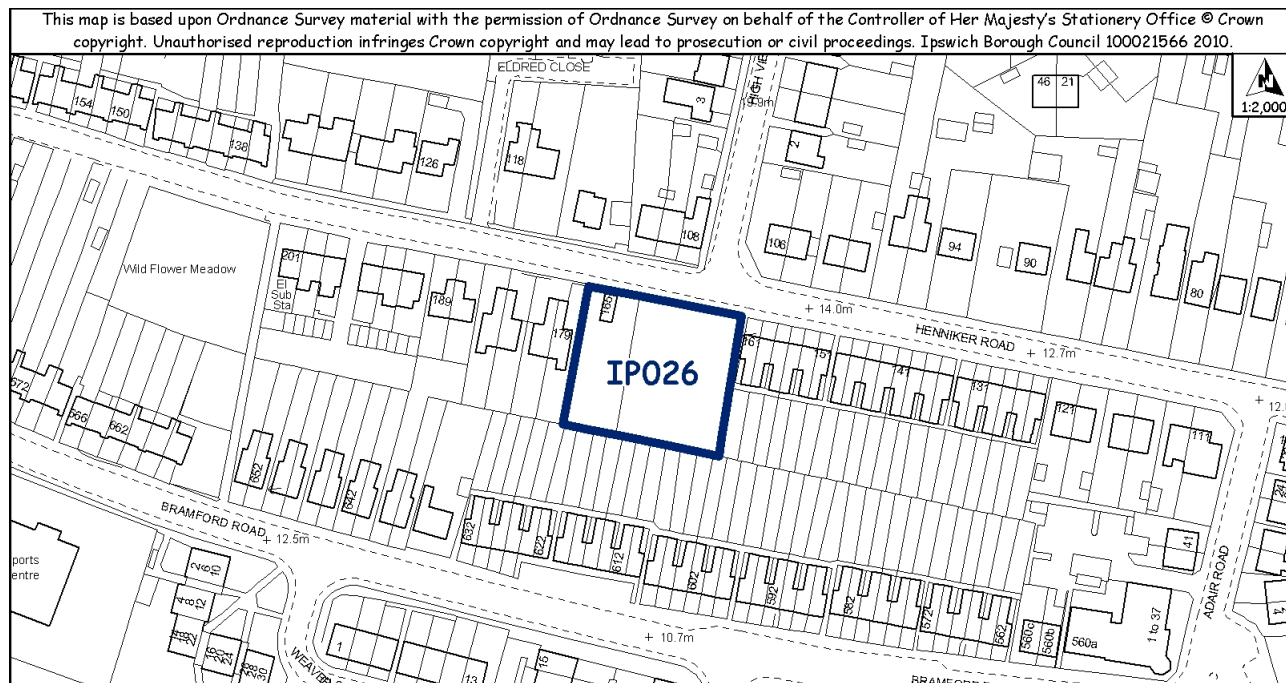 This map is based upon Ordnance Survey material with the permission of Ordnance Survey on behalf of the Controller of Her Majesty's Stationery Office © Crown
copyright. Unauthorised reproduction infringes Crown copyright and may lead to prosecution or civil proceedings. Ipswich Borough Council 100021566 2010.
N
1:2,000
ELDRED CLOSE
46 21
154
150
138
126
118
3
2
108
106
94
90
80
Wild Flower Meadow
201
El
Sub
Sta
189
179
165
IP026
+ 14.0m
HENNIKER ROAD
+ 12.7m
161
151
141
131
121
111
572
566
662
652
642
632
622
612
602
592
582
572
562
560c
560b
560a
1 to 37
41
ADAIR ROAD
BRAMFORD ROAD
+ 12.5m
+ 10.7m
ports
entre
2
6
10
4
8
12
16
20
24
1
13
15